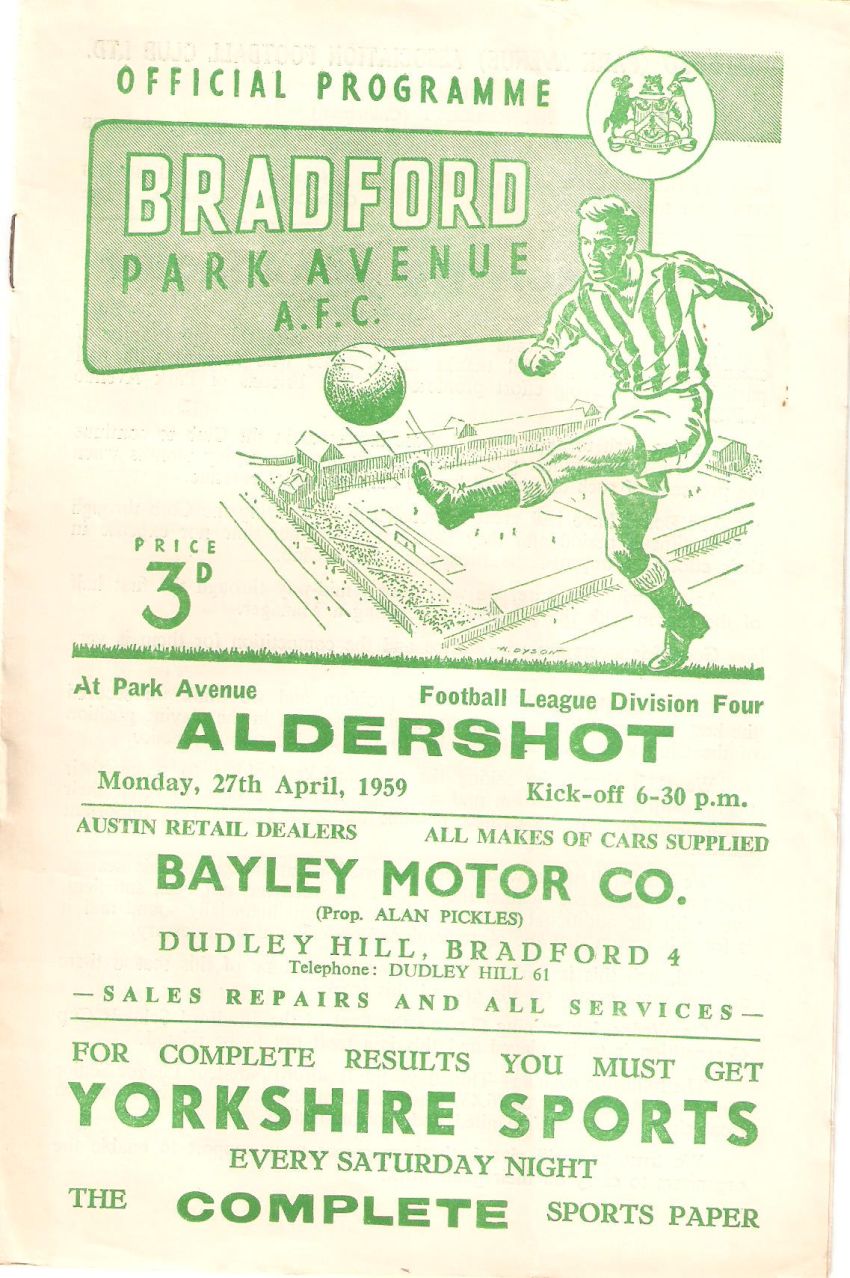 OFFICIAL PROGRAMME
BRADFORD
PARK AVENUE
A.F.C.
PRICE
3D
W. DYSON
At Park Avenue Football League Division Four
ALDERSHOT
Monday, 27th April, 1959 Kick-off 6-30 p.m.
AUSTIN RETAIL DEALERS ALL MAKES OF CARS SUPPLIED
BAYLEY MOTOR CO.
(Prop. ALAN PICKLES)
DUDLEY HILL, BRADFORD 4
Telephone: DUDLEY HILL 61
— SALES REPAIRS AND ALL SERVICES —
FOR COMPLETE RESULTS YOU MUST GET
YORKSHIRE SPORTS
EVERY SATURDAY NIGHT
THE COMPLETE SPORTS PAPER